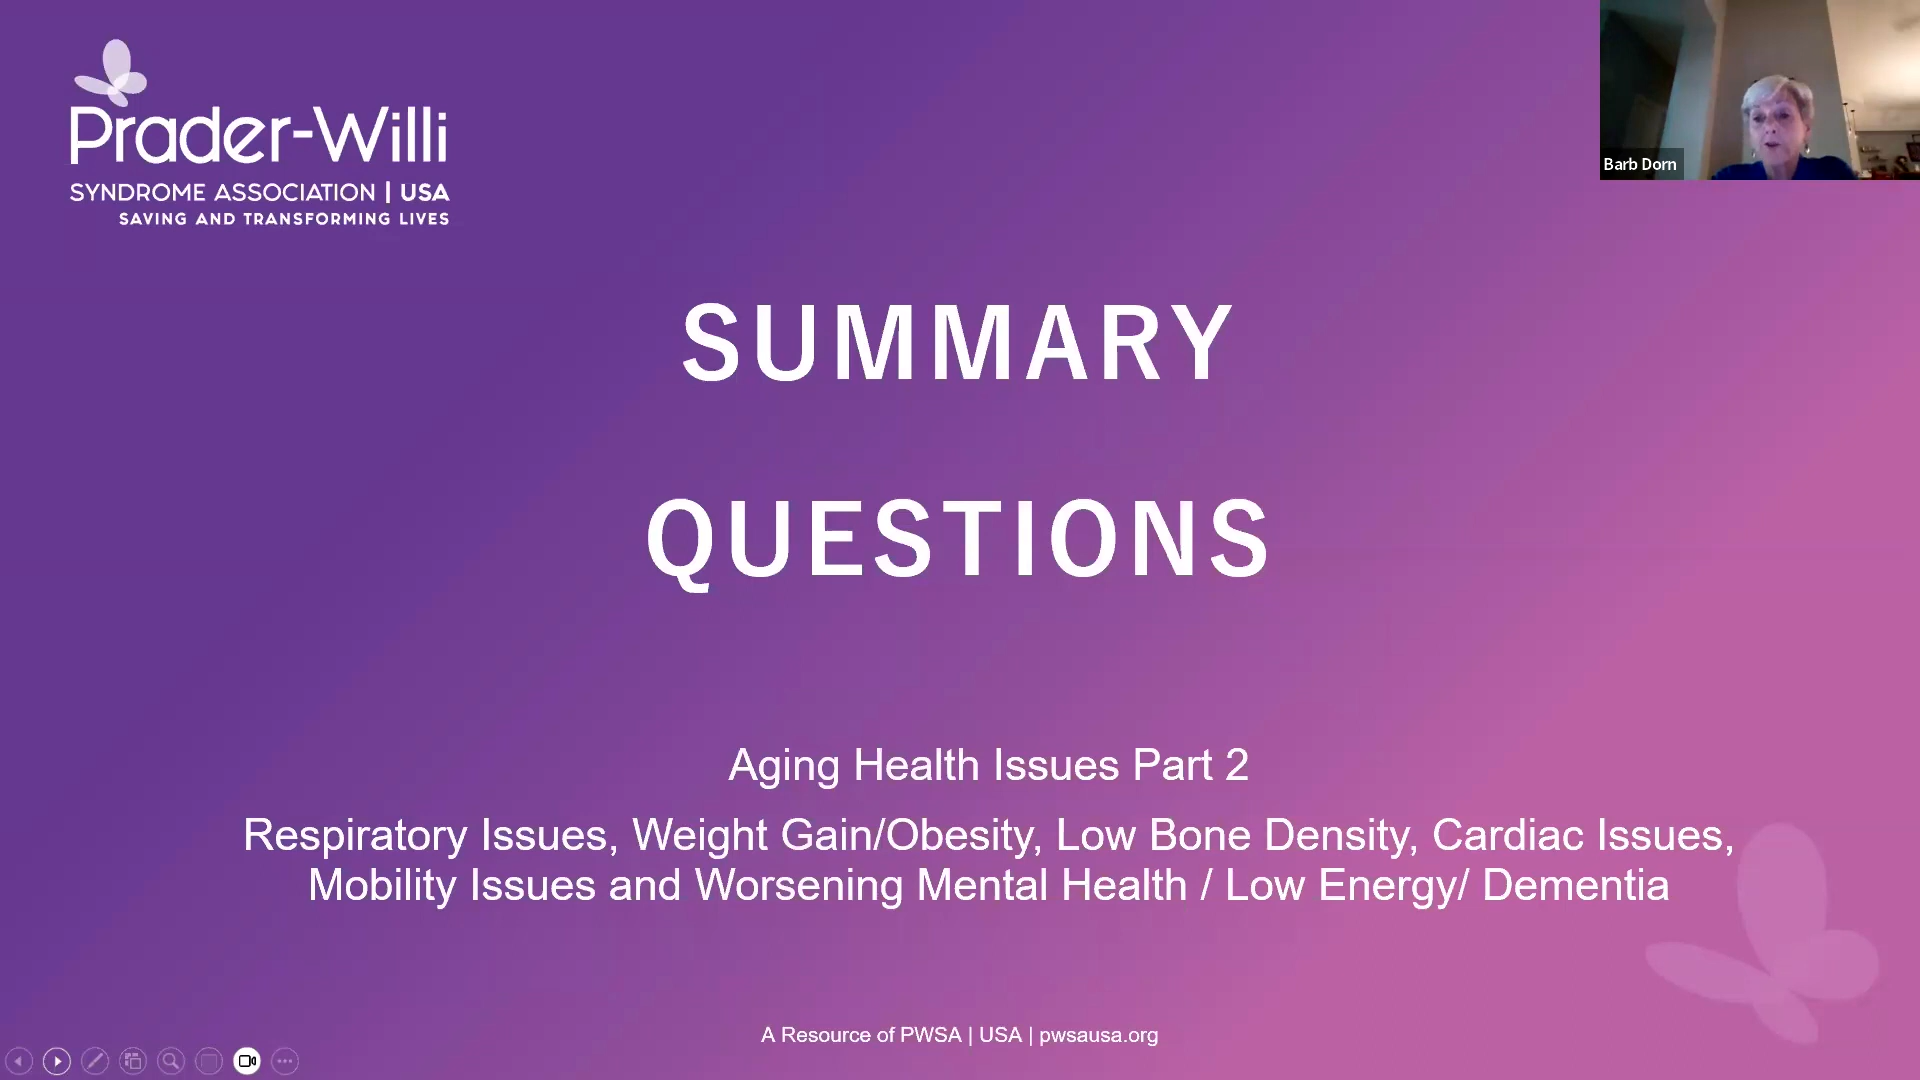 Prader-Willi
SYNDROME ASSOCIATION | USA
SAVING AND TRANSFORMING LIVES
Barb Dorn
SUMMARY
QUESTIONS
Aging Health Issues Part 2
Respiratory Issues, Weight Gain/Obesity, Low Bone Density, Cardiac Issues,
Mobility Issues and Worsening Mental Health / Low Energy/ Dementia
A Resource of PWSA | USA | pwsausa.org